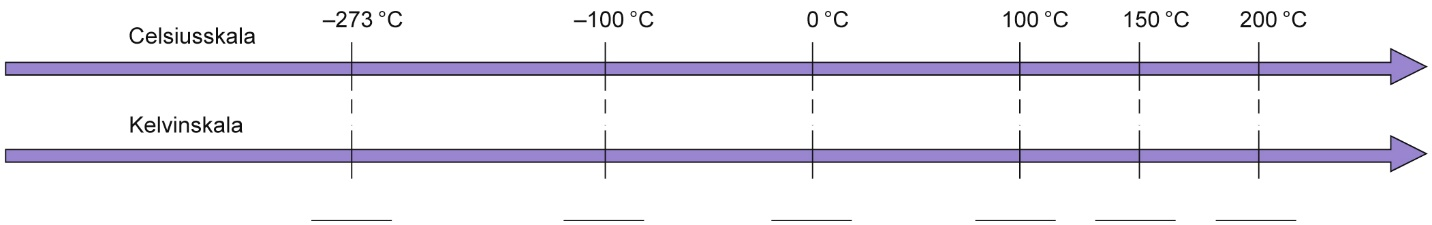 –273 °C –100 °C 0 °C 100 °C 150 °C 200 °C
Celsiusskala
Kelvinskala